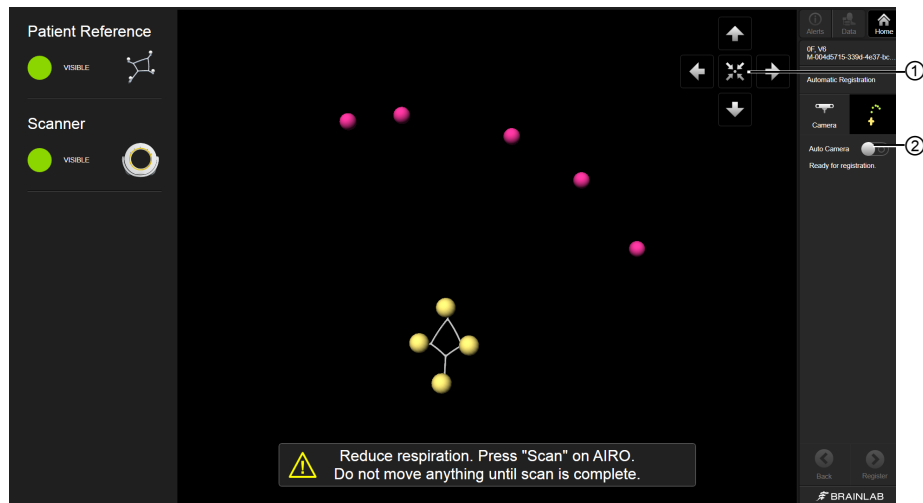 Patient Reference
VISIBLE
Scanner
VISIBLE
Reduce respiration. Press "Scan" on AIRO.
Do not move anything until scan is complete.
Alerts Data Home
0F, V6
M-004d5715-339d-4e37-bc...
Automatic Registration
1
Camera
Auto Camera
2
Ready for registration.
Back Register
BRAINLAB